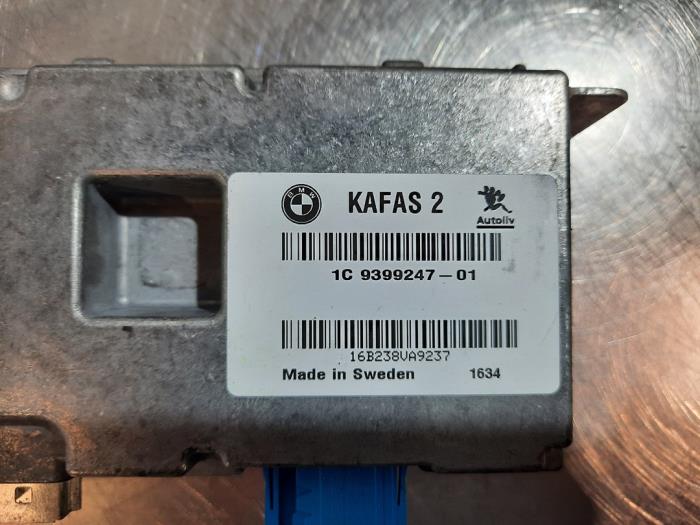 BMW KAFAS 2 Autoliv
1C 9399247-01
16B238VA9237
Made in Sweden 1634